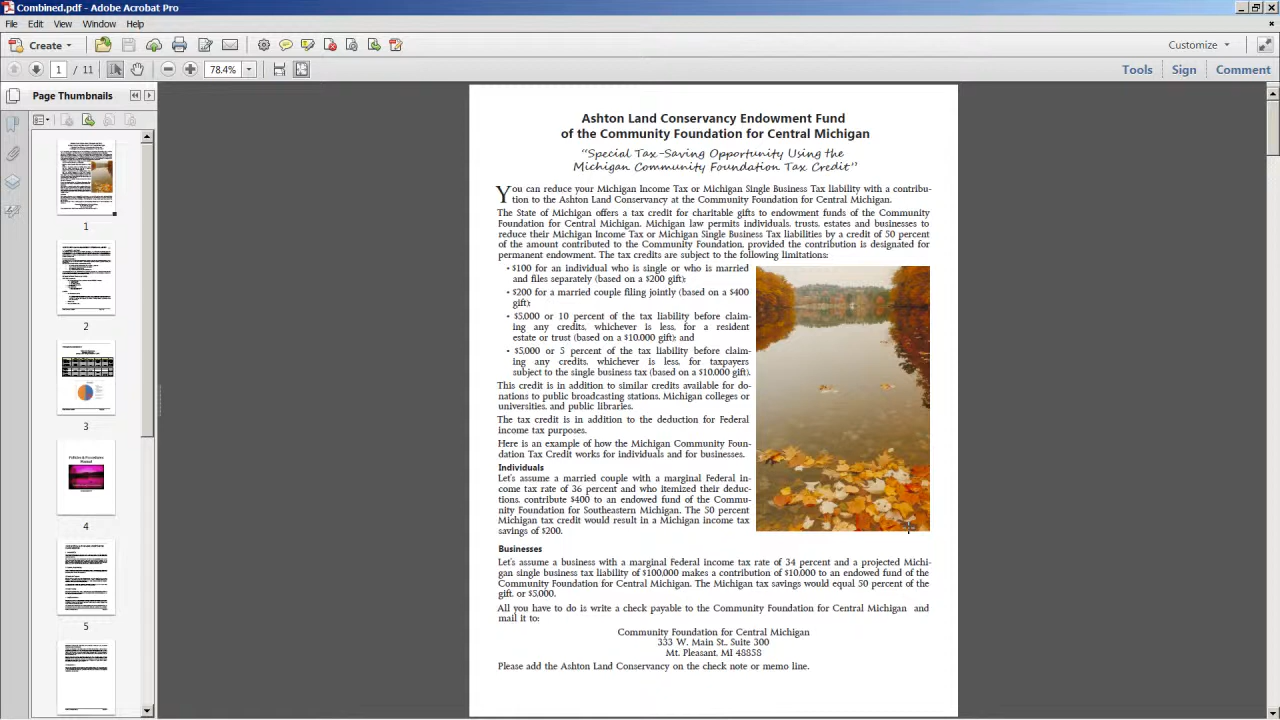 Combined.pdf - Adobe Acrobat Pro
File Edit View Window Help
Create
Customize
1 / 11
78.4%
Tools Sign Comment
Page Thumbnails
1
2
3
4
5
Ashton Land Conservancy Endowment Fund
of the Community Foundation for Central Michigan
“Special Tax-Saving Opportunity Using the
Michigan Community Foundation Tax Credit”
You can reduce your Michigan Income Tax or Michigan Single Business Tax liability with a contribu-
tion to the Ashton Land Conservancy at the Community Foundation for Central Michigan.
The State of Michigan offers a tax credit for charitable gifts to endowment funds of the Community
Foundation for Central Michigan. Michigan law permits individuals, trusts, estates and businesses to
reduce their Michigan Income Tax or Michigan Single Business Tax liabilities by a credit of 50 percent
of the amount contributed to the Community Foundation, provided the contribution is designated for
permanent endowment. The tax credits are subject to the following limitations:
• $100 for an individual who is single or who is married
and files separately (based on a $200 gift);
• $200 for a married couple filing jointly (based on a $400
gift);
• $5,000 or 10 percent of the tax liability before claim-
ing any credits, whichever is less, for a resident
estate or trust (based on a $10,000 gift); and
• $5,000 or 5 percent of the tax liability before claim-
ing any credits, whichever is less, for taxpayers
subject to the single business tax (based on a $10,000 gift).
This credit is in addition to similar credits available for do-
nations to public broadcasting stations, Michigan colleges or
universities, and public libraries.
The tax credit is in addition to the deduction for Federal
income tax purposes.
Here is an example of how the Michigan Community Foun-
dation Tax Credit works for individuals and for businesses.
Individuals
Let's assume a married couple with a marginal Federal in-
come tax rate of 36 percent and who itemized their deduc-
tions, contribute $400 to an endowed fund of the Commu-
nity Foundation for Southeastern Michigan. The 50 percent
Michigan tax credit would result in a Michigan income tax
savings of $200.
Businesses
Let's assume a business with a marginal Federal income tax rate of 34 percent and a projected Michi-
gan single business tax liability of $100,000 makes a contribution of $10,000 to an endowed fund of the
Community Foundation for Central Michigan. The Michigan tax savings would equal 50 percent of the
gift, or $5,000.
All you have to do is write a check payable to the Community Foundation for Central Michigan and
mail it to:
Community Foundation for Central Michigan
333 W. Main St., Suite 300
Mt. Pleasant, MI 48858
Please add the Ashton Land Conservancy on the check note or memo line.